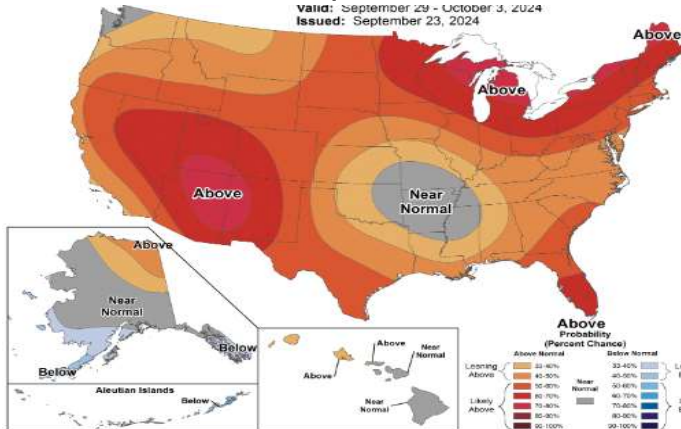 Valid: September 29 - October 3, 2024
Issued: September 23, 2024
Above
Above
Above
Near
Normal
Above
Near
Normal
Below
Below
Aleutian Islands
Below
Above
Above
Near
Normal
Near
Normal
Above
Probability
(Percent Chance)
Above Normal
Below Normal
Leaning
Above
33-40%
40-50%
Likely
Above
50-60%
60-70%
70-80%
80-90%
90-100%
Near
Normal
33-40%
40-50%
50-60%
60-70%
70-80%
80-90%
90-100%